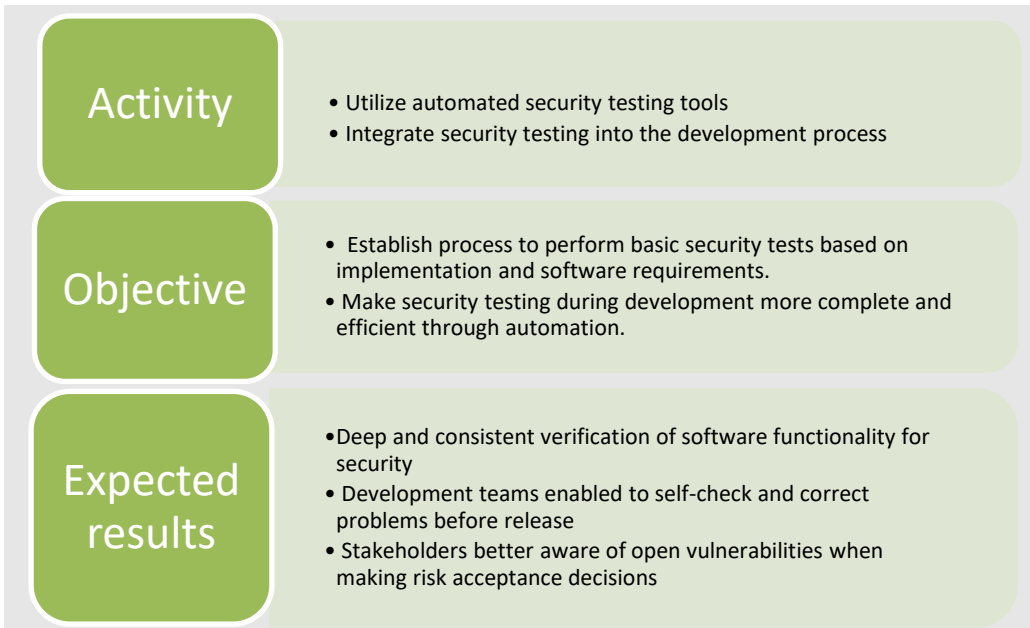 Activity
• Utilize automated security testing tools
• Integrate security testing into the development process
Objective
• Establish process to perform basic security tests based on
implementation and software requirements.
• Make security testing during development more complete and
efficient through automation.
Expected
results
•Deep and consistent verification of software functionality for
security
• Development teams enabled to self-check and correct
problems before release
• Stakeholders better aware of open vulnerabilities when
making risk acceptance decisions